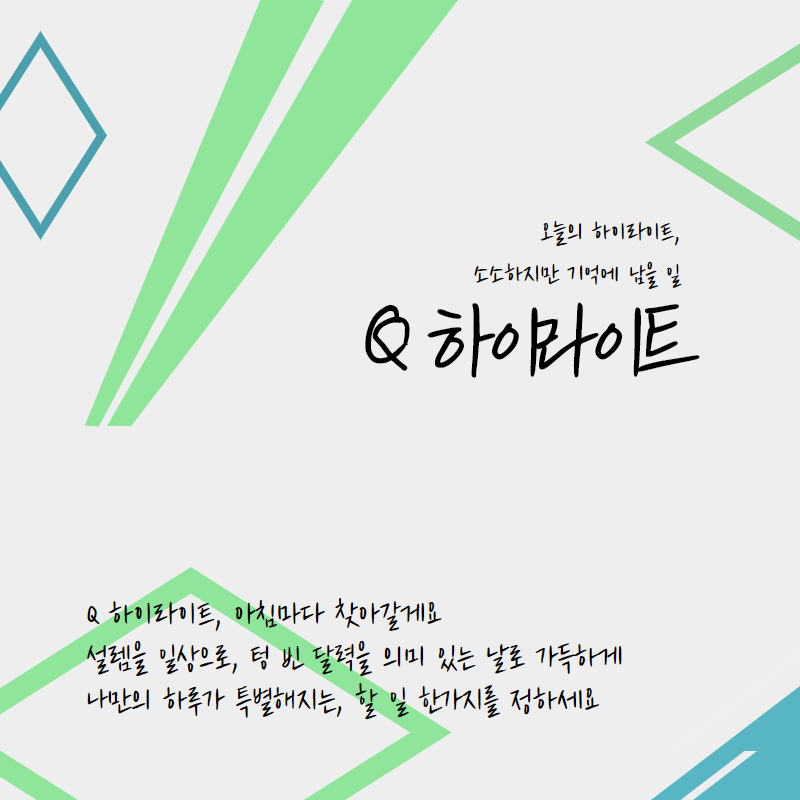 오늘의 하이라이트,
소소하지만 기억에 남을 일
Q 하이라이트
Q 하이라이트, 아침마다 찾아갈게요
설렘을 일상으로, 텅 빈 달력을 의미 있는 날로 가득하게
나만의 하루가 특별해지는, 할 일 한가지를 정하세요